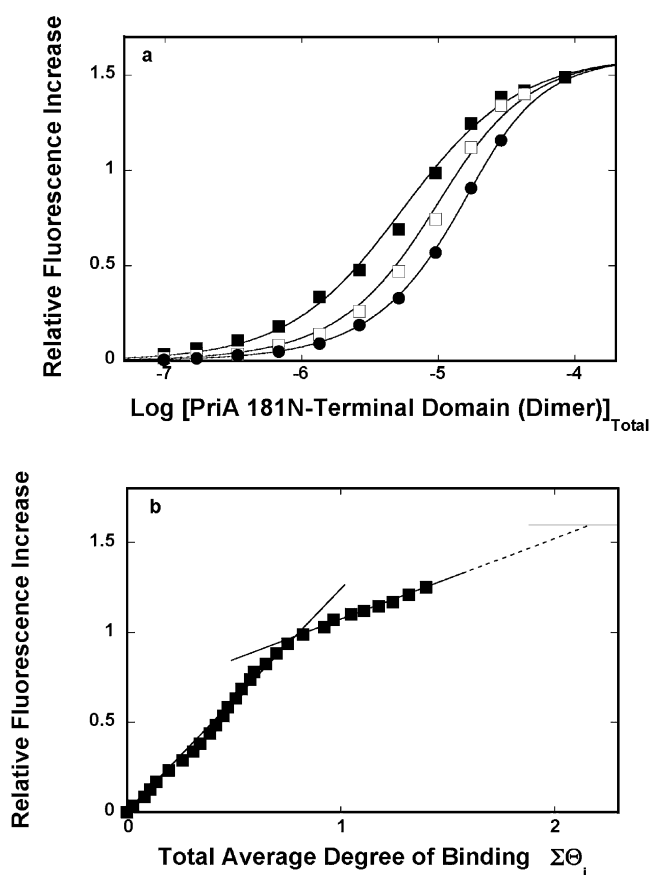 a
Relative Fluorescence Increase
1.5
1
0.5
0
-7 -6 -5 -4
Log [PriA 181N-Terminal Domain (Dimer)]Total
b
Relative Fluorescence Increase
1.5
1
0.5
0
0 1 2
Total Average Degree of Binding ΣΘi